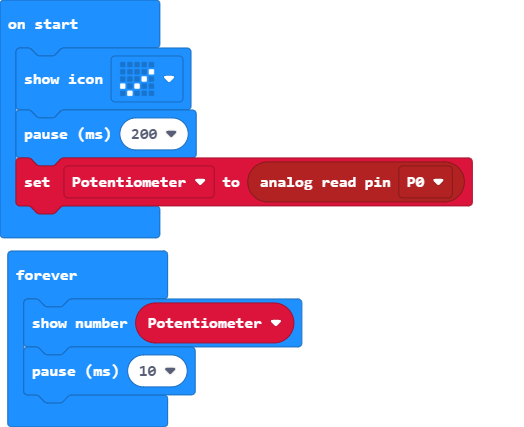 on start
show icon
pause (ms) 200
set Potentiometer to analog read pin P0
forever
show number Potentiometer
pause (ms) 10